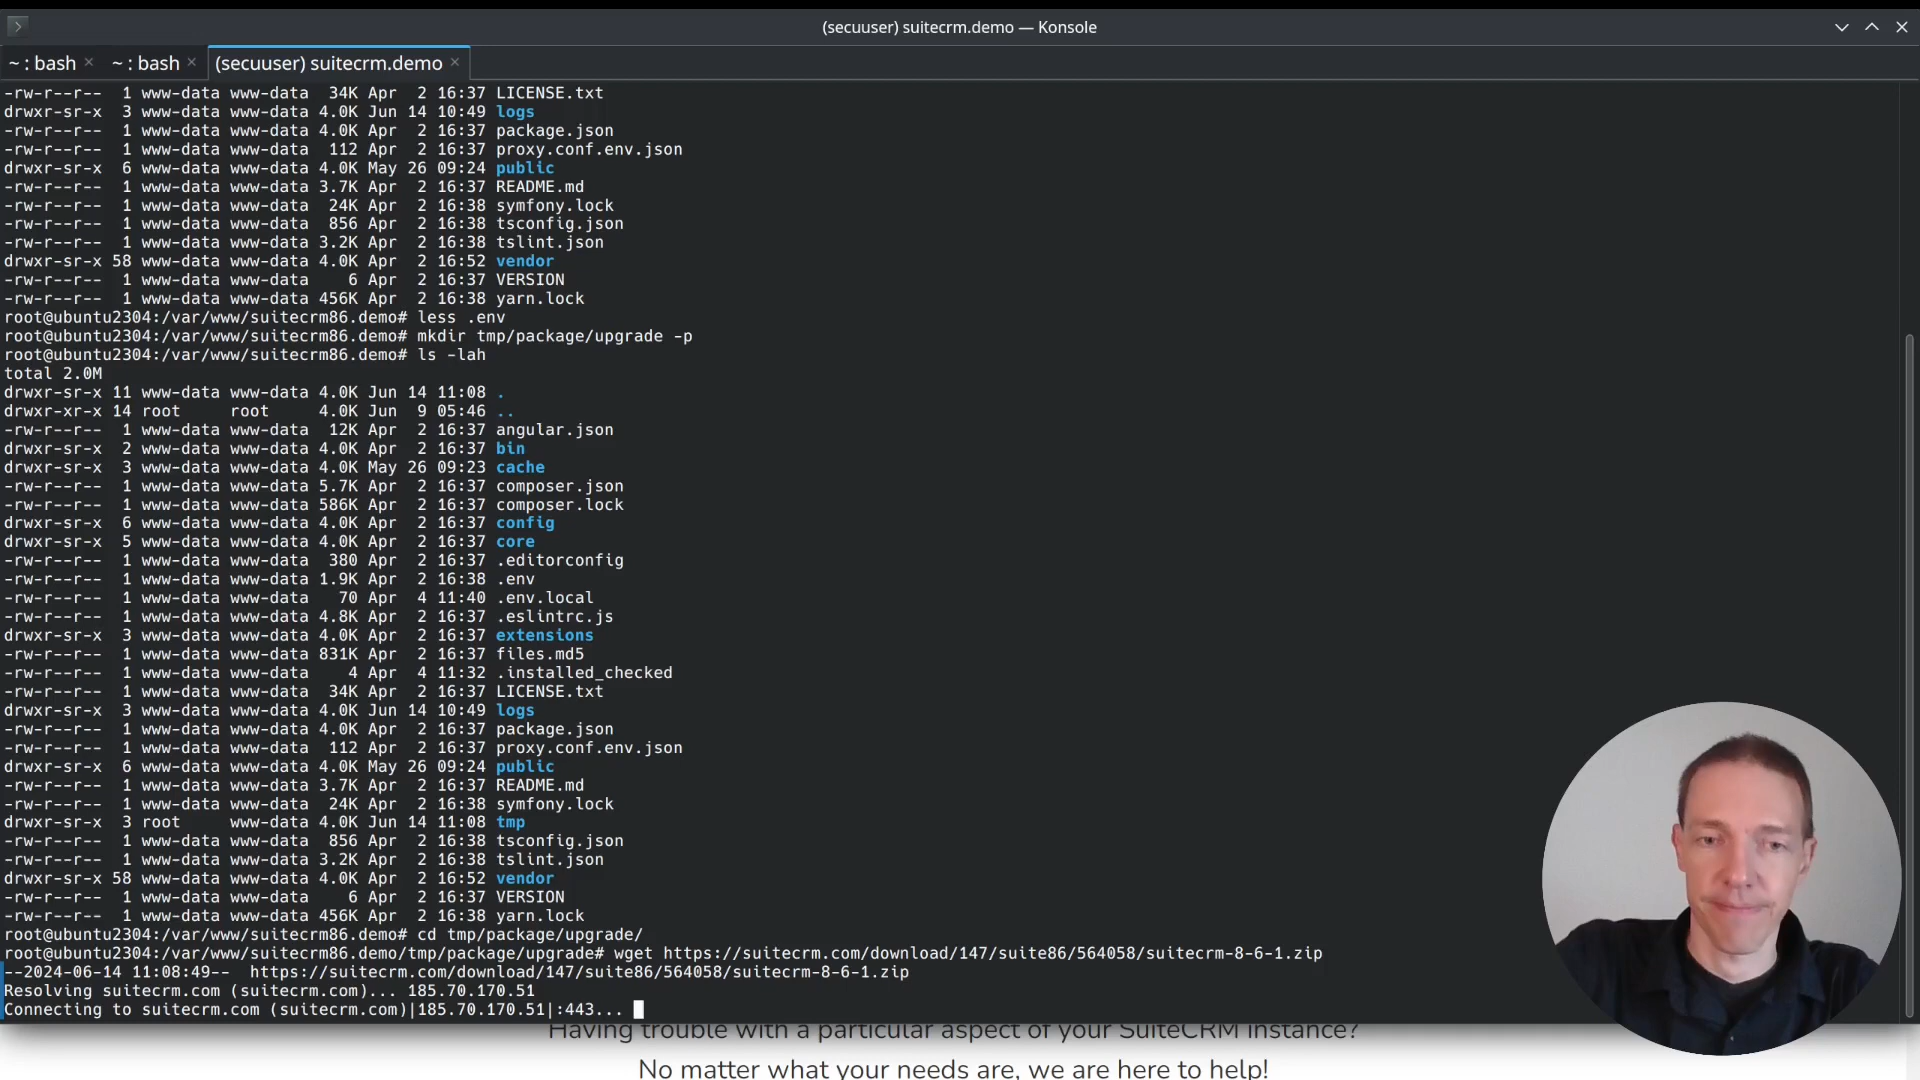 (secuuser) suitecrm.demo — Konsole
~ : bash × ~ : bash × (secuuser) suitecrm.demo ×
-rw-r--r-- 1 www-data www-data 34K Apr 2 16:37 LICENSE.txt
drwxr-sr-x 3 www-data www-data 4.0K Jun 14 10:49 logs
-rw-r--r-- 1 www-data www-data 4.0K Apr 2 16:37 package.json
-rw-r--r-- 1 www-data www-data 112 Apr 2 16:37 proxy.conf.env.json
drwxr-sr-x 6 www-data www-data 4.0K May 26 09:24 public
-rw-r--r-- 1 www-data www-data 3.7K Apr 2 16:37 README.md
-rw-r--r-- 1 www-data www-data 24K Apr 2 16:38 symfony.lock
-rw-r--r-- 1 www-data www-data 856 Apr 2 16:38 tsconfig.json
-rw-r--r-- 1 www-data www-data 3.2K Apr 2 16:38 tslint.json
drwxr-sr-x 58 www-data www-data 4.0K Apr 2 16:52 vendor
-rw-r--r-- 1 www-data www-data 6 Apr 2 16:37 VERSION
-rw-r--r-- 1 www-data www-data 456K Apr 2 16:38 yarn.lock
root@ubuntu2304:/var/www/suitecrm86.demo# less .env
root@ubuntu2304:/var/www/suitecrm86.demo# mkdir tmp/package/upgrade -p
root@ubuntu2304:/var/www/suitecrm86.demo# ls -lah
total 2.0M
drwxr-sr-x 11 www-data www-data 4.0K Jun 14 11:08 .
drwxr-xr-x 14 root root 4.0K Jun 9 05:46 ..
-rw-r--r-- 1 www-data www-data 12K Apr 2 16:37 angular.json
drwxr-sr-x 2 www-data www-data 4.0K Apr 2 16:37 bin
drwxr-sr-x 3 www-data www-data 4.0K May 26 09:23 cache
-rw-r--r-- 1 www-data www-data 5.7K Apr 2 16:37 composer.json
-rw-r--r-- 1 www-data www-data 586K Apr 2 16:37 composer.lock
drwxr-sr-x 6 www-data www-data 4.0K Apr 2 16:37 config
drwxr-sr-x 5 www-data www-data 4.0K Apr 2 16:37 core
-rw-r--r-- 1 www-data www-data 380 Apr 2 16:37 .editorconfig
-rw-r--r-- 1 www-data www-data 1.9K Apr 2 16:38 .env
-rw-r--r-- 1 www-data www-data 70 Apr 4 11:40 .env.local
-rw-r--r-- 1 www-data www-data 4.8K Apr 2 16:37 .eslintrc.js
drwxr-sr-x 3 www-data www-data 4.0K Apr 2 16:37 extensions
-rw-r--r-- 1 www-data www-data 831K Apr 2 16:37 files.md5
-rw-r--r-- 1 www-data www-data 4 Apr 4 11:32 .installed_checked
-rw-r--r-- 1 www-data www-data 34K Apr 2 16:37 LICENSE.txt
drwxr-sr-x 3 www-data www-data 4.0K Jun 14 10:49 logs
-rw-r--r-- 1 www-data www-data 4.0K Apr 2 16:37 package.json
-rw-r--r-- 1 www-data www-data 112 Apr 2 16:37 proxy.conf.env.json
drwxr-sr-x 6 www-data www-data 4.0K May 26 09:24 public
-rw-r--r-- 1 www-data www-data 3.7K Apr 2 16:37 README.md
-rw-r--r-- 1 www-data www-data 24K Apr 2 16:38 symfony.lock
drwxr-sr-x 3 root www-data 4.0K Jun 14 11:08 tmp
-rw-r--r-- 1 www-data www-data 856 Apr 2 16:38 tsconfig.json
-rw-r--r-- 1 www-data www-data 3.2K Apr 2 16:38 tslint.json
drwxr-sr-x 58 www-data www-data 4.0K Apr 2 16:52 vendor
-rw-r--r-- 1 www-data www-data 6 Apr 2 16:37 VERSION
-rw-r--r-- 1 www-data www-data 456K Apr 2 16:38 yarn.lock
root@ubuntu2304:/var/www/suitecrm86.demo# cd tmp/package/upgrade/
root@ubuntu2304:/var/www/suitecrm86.demo/tmp/package/upgrade# wget https://suitecrm.com/download/147/suite86/564058/suitecrm-8-6-1.zip
--2024-06-14 11:08:49-- https://suitecrm.com/download/147/suite86/564058/suitecrm-8-6-1.zip
Resolving suitecrm.com (suitecrm.com)... 185.70.170.51
Connecting to suitecrm.com (suitecrm.com)|185.70.170.51|:443...
Having trouble with a particular aspect of your SuiteCRM instance?
No matter what your needs are, we are here to help!